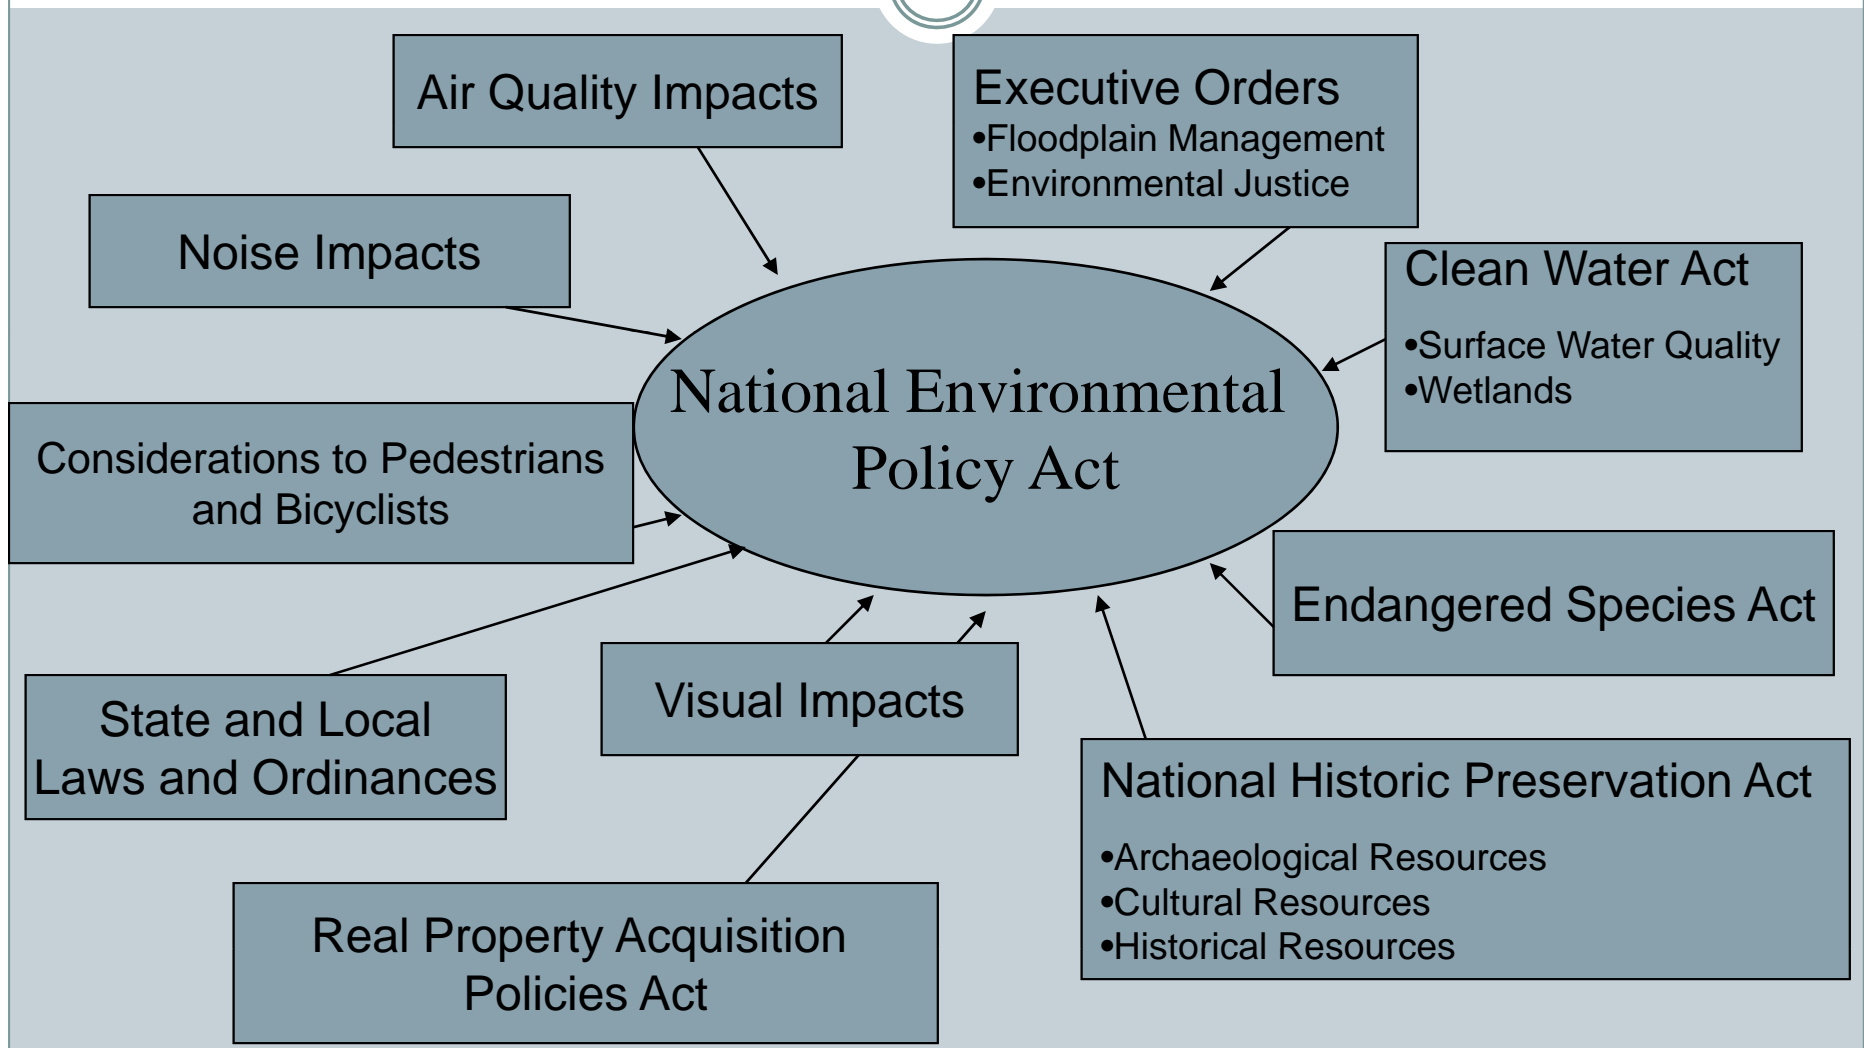 Air Quality Impacts
Executive Orders
•Floodplain Management
•Environmental Justice
Noise Impacts
Clean Water Act
•Surface Water Quality
•Wetlands
National Environmental
Policy Act
Considerations to Pedestrians
and Bicyclists
Endangered Species Act
State and Local
Laws and Ordinances
Visual Impacts
National Historic Preservation Act
•Archaeological Resources
•Cultural Resources
•Historical Resources
Real Property Acquisition
Policies Act